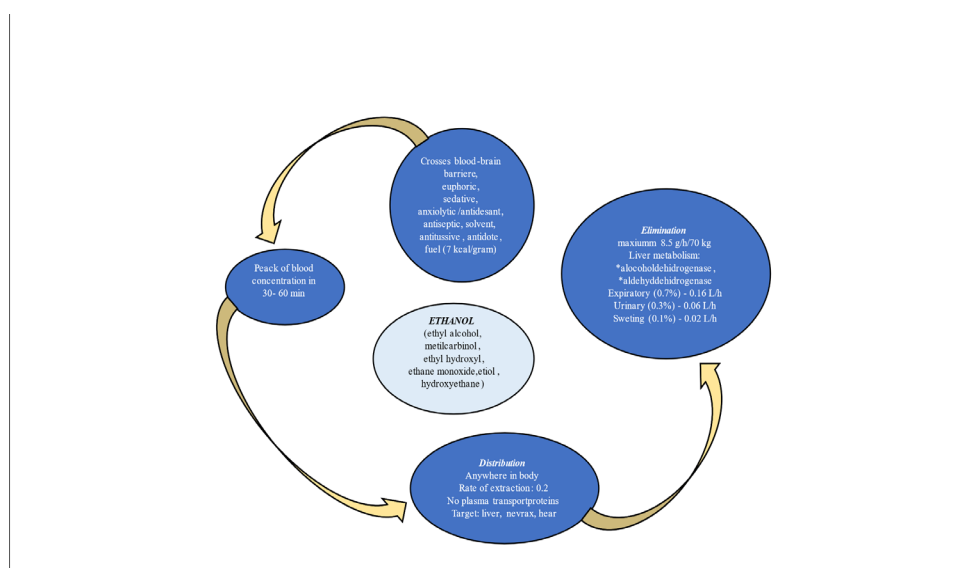 Crosses blood-brain
barriere,
euphoric,
sedative,
anxiolytic/antidesant,
antiseptic, solvent,
antitussive, antidote,
fuel (7 kcal/gram)
Peack of blood
concentration in
30- 60 min
ETHANOL
(ethyl alcohol,
metilcarbinol,
ethyl hydroxyl,
ethane monoxide,etiol,
hydroxyethane)
Distribution
Anywhere in body
Rate of extraction: 0.2
No plasma transportproteins
Target: liver, nevrax, hear
Elimination
maxiumm 8.5 g/h/70 kg
Liver metabolism:
*alocoholdehidrogenase,
*aldehyddehidrogenase
Expiratory (0.7%) - 0.16 L/h
Urinary (0.3%) - 0.06 L/h
Sweting (0.1%) - 0.02 L/h